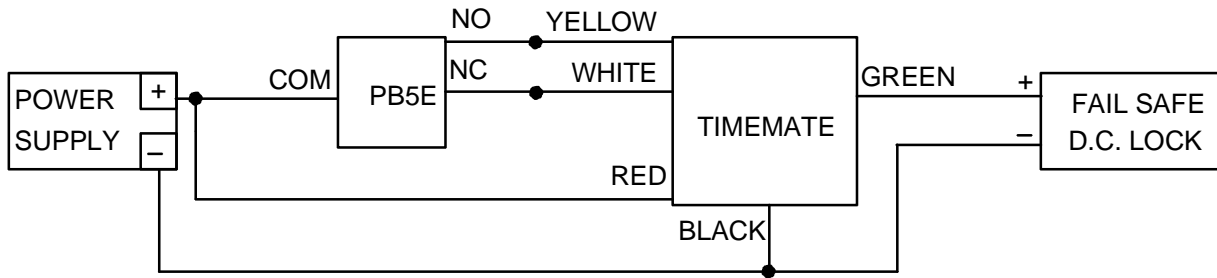 NO
YELLOW
COM
PB5E
NC
WHITE
POWER
SUPPLY
+
–
TIMEMATE
GREEN
RED
BLACK
+
–
FAIL SAFE
D.C. LOCK